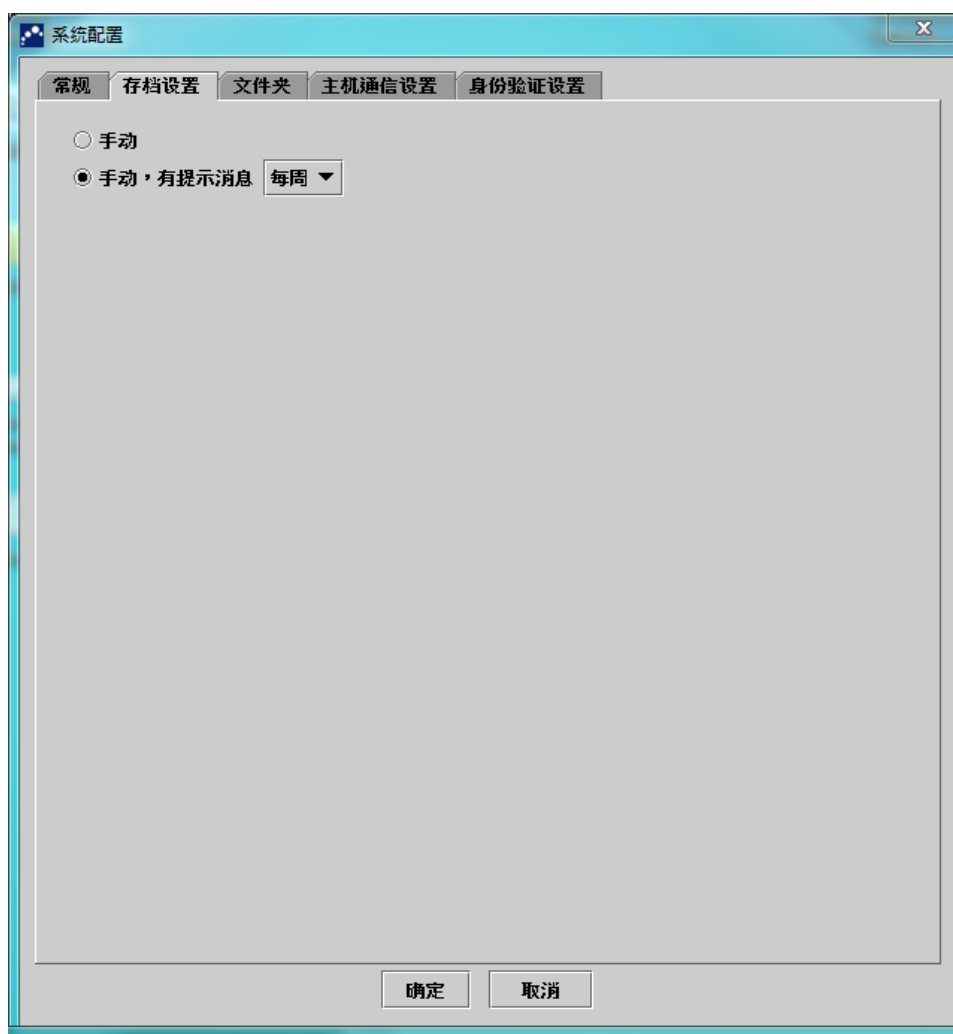 系统配置
常规 存档设置 文件夹 主机通信设置 身份验证设置
手动
手动，有提示消息 每周
确定 取消